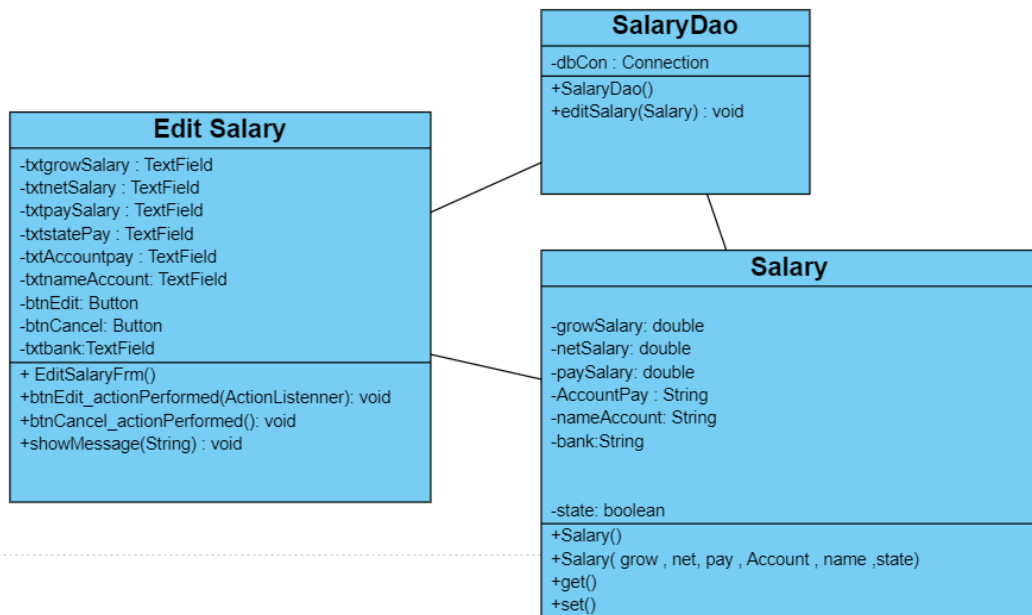 SalaryDao
-dbCon : Connection
+SalaryDao()
+editSalary(Salary) : void
Edit Salary
-txtgrowSalary : TextField
-txtnetSalary : TextField
-txtpaySalary : TextField
-txtstatePay : TextField
-txtAccountpay : TextField
-txtnameAccount: TextField
-btnEdit: Button
-btnCancel: Button
-txtbank:TextField
+ EditSalaryFrm()
+btnEdit_actionPerformed(ActionListenner): void
+btnCancel_actionPerformed(): void
+showMessage(String) : void
Salary
-growSalary: double
-netSalary: double
-paySalary: double
-AccountPay : String
-nameAccount: String
-bank:String
-state: boolean
+Salary()
+Salary( grow , net, pay , Account , name ,state)
+get()
+set()